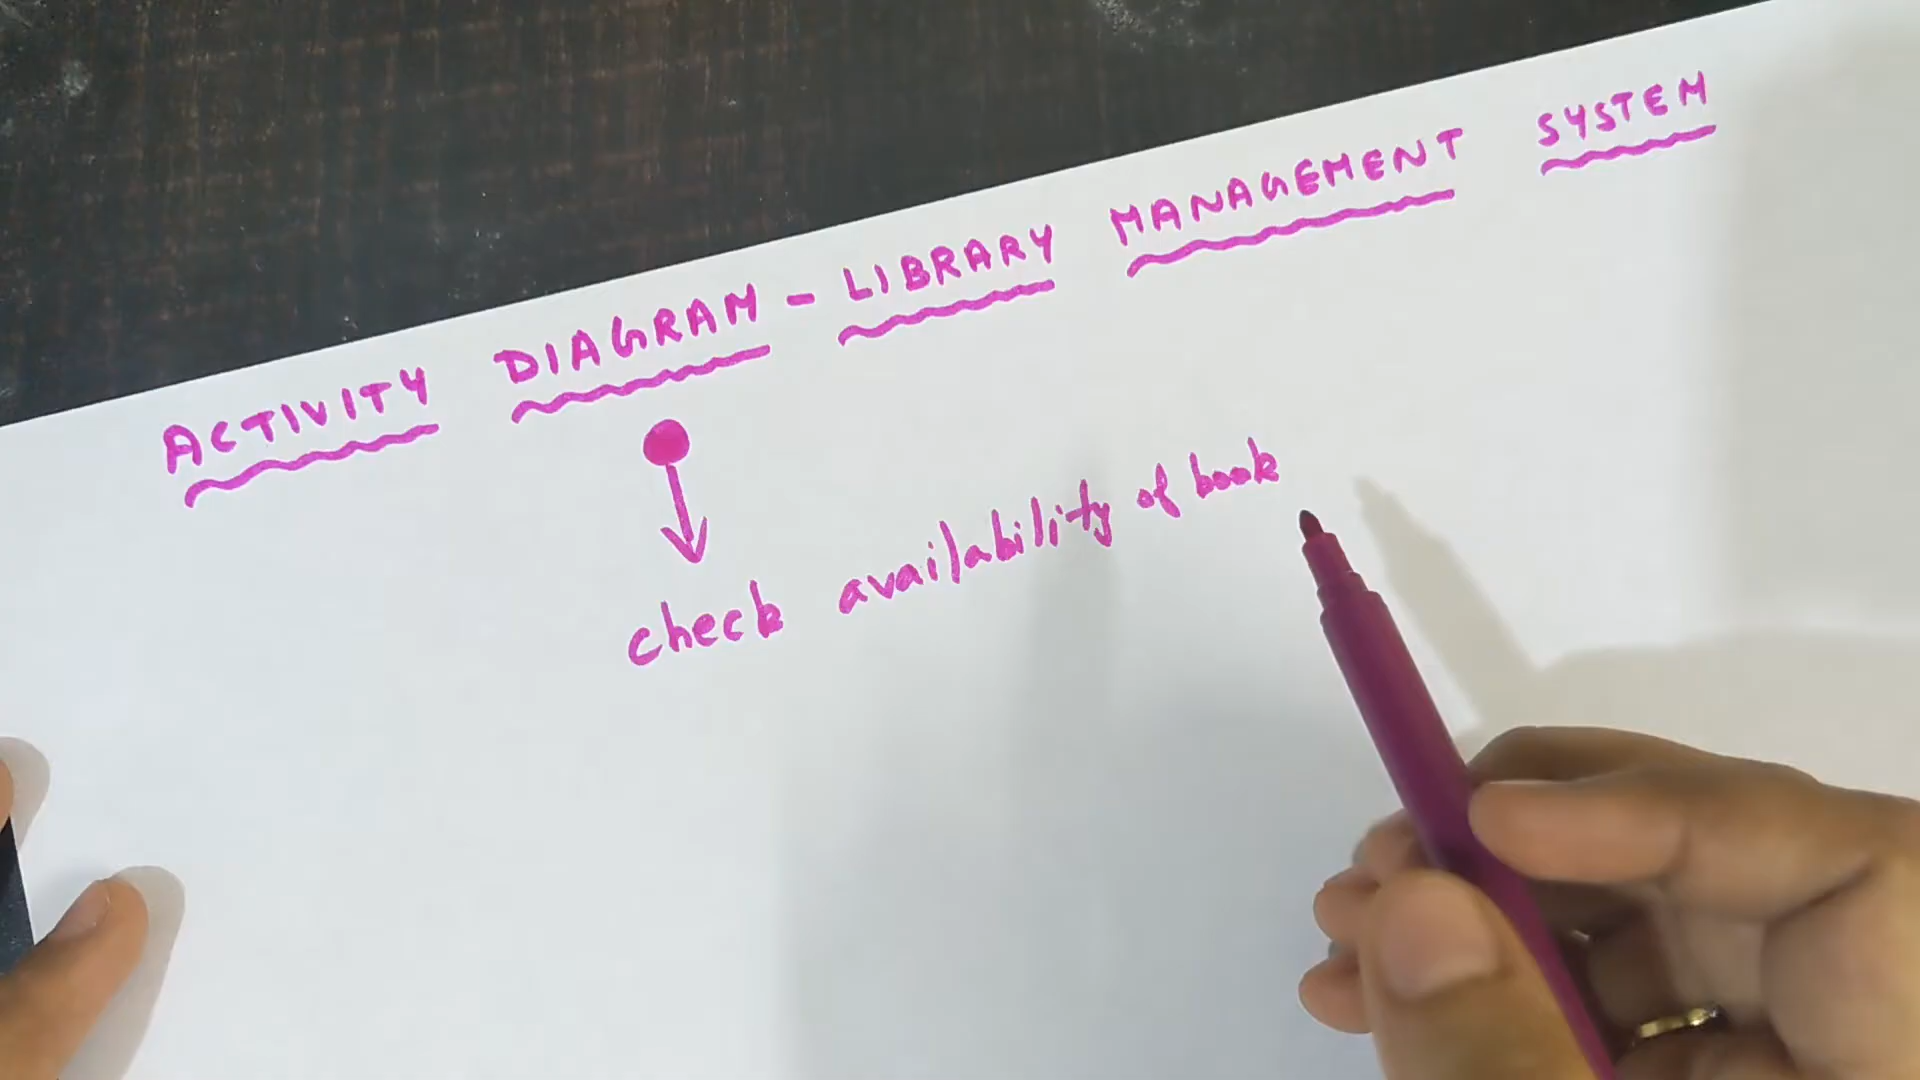 ACTIVITY DIAGRAM - LIBRARY MANAGEMENT SYSTEM
check availability of book